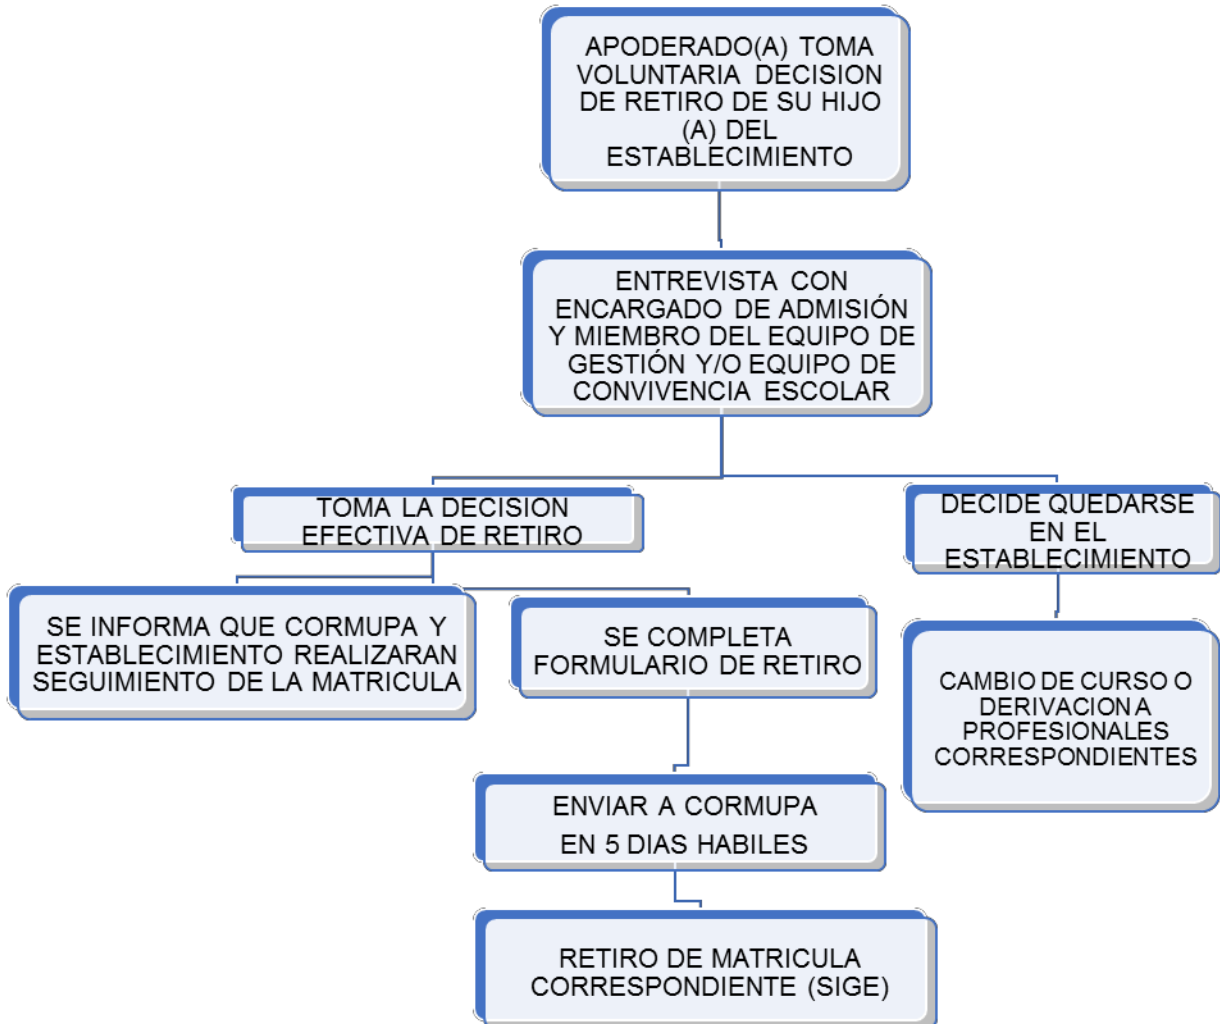 APODERADO(A) TOMA
VOLUNTARIA DECISION
DE RETIRO DE SU HIJO
(A) DEL
ESTABLECIMIENTO
ENTREVISTA CON
ENCARGADO DE ADMISIÓN
Y MIEMBRO DEL EQUIPO DE
GESTIÓN Y/O EQUIPO DE
CONVIVENCIA ESCOLAR
TOMA LA DECISION
EFECTIVA DE RETIRO
DECIDE QUEDARSE
EN EL
ESTABLECIMIENTO
SE INFORMA QUE CORMUPA Y
ESTABLECIMIENTO REALIZARAN
SEGUIMIENTO DE LA MATRICULA
SE COMPLETA
FORMULARIO DE RETIRO
CAMBIO DE CURSO O
DERIVACION A
PROFESIONALES
CORRESPONDIENTES
ENVIAR A CORMUPA
EN 5 DIAS HABILES
RETIRO DE MATRICULA
CORRESPONDIENTE (SIGE)